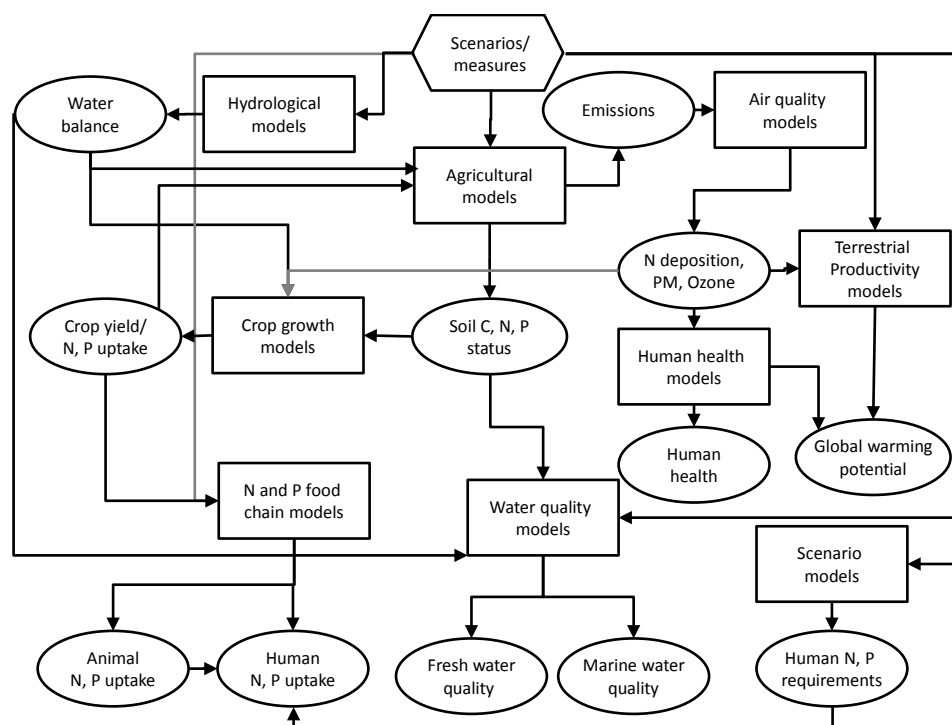 Scenarios/
measures
Water
balance
Hydrological
models
Emissions
Air quality
models
Agricultural
models
N deposition,
PM, Ozone
Terrestrial
Productivity
models
Crop yield/
N, P uptake
Crop growth
models
Soil C, N, P
status
Human health
models
Human
health
Global warming
potential
N and P food
chain models
Water quality
models
Scenario
models
Animal
N, P uptake
Human
N, P uptake
Fresh water
quality
Marine water
quality
Human N, P
requirements